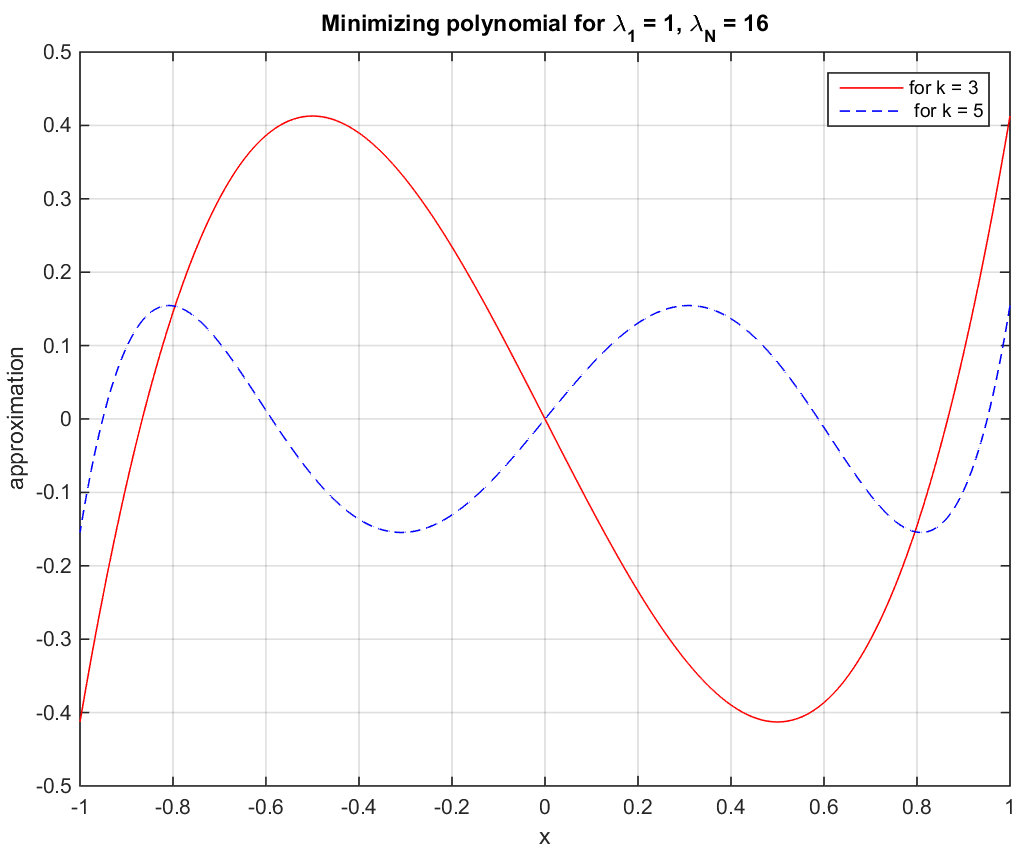 Minimizing polynomial for λ₁ = 1, λ_N = 16
for k = 3
for k = 5
0.5
0.4
0.3
0.2
0.1
0
-0.1
-0.2
-0.3
-0.4
-0.5
approximation
-1 -0.8 -0.6 -0.4 -0.2 0 0.2 0.4 0.6 0.8 1
x